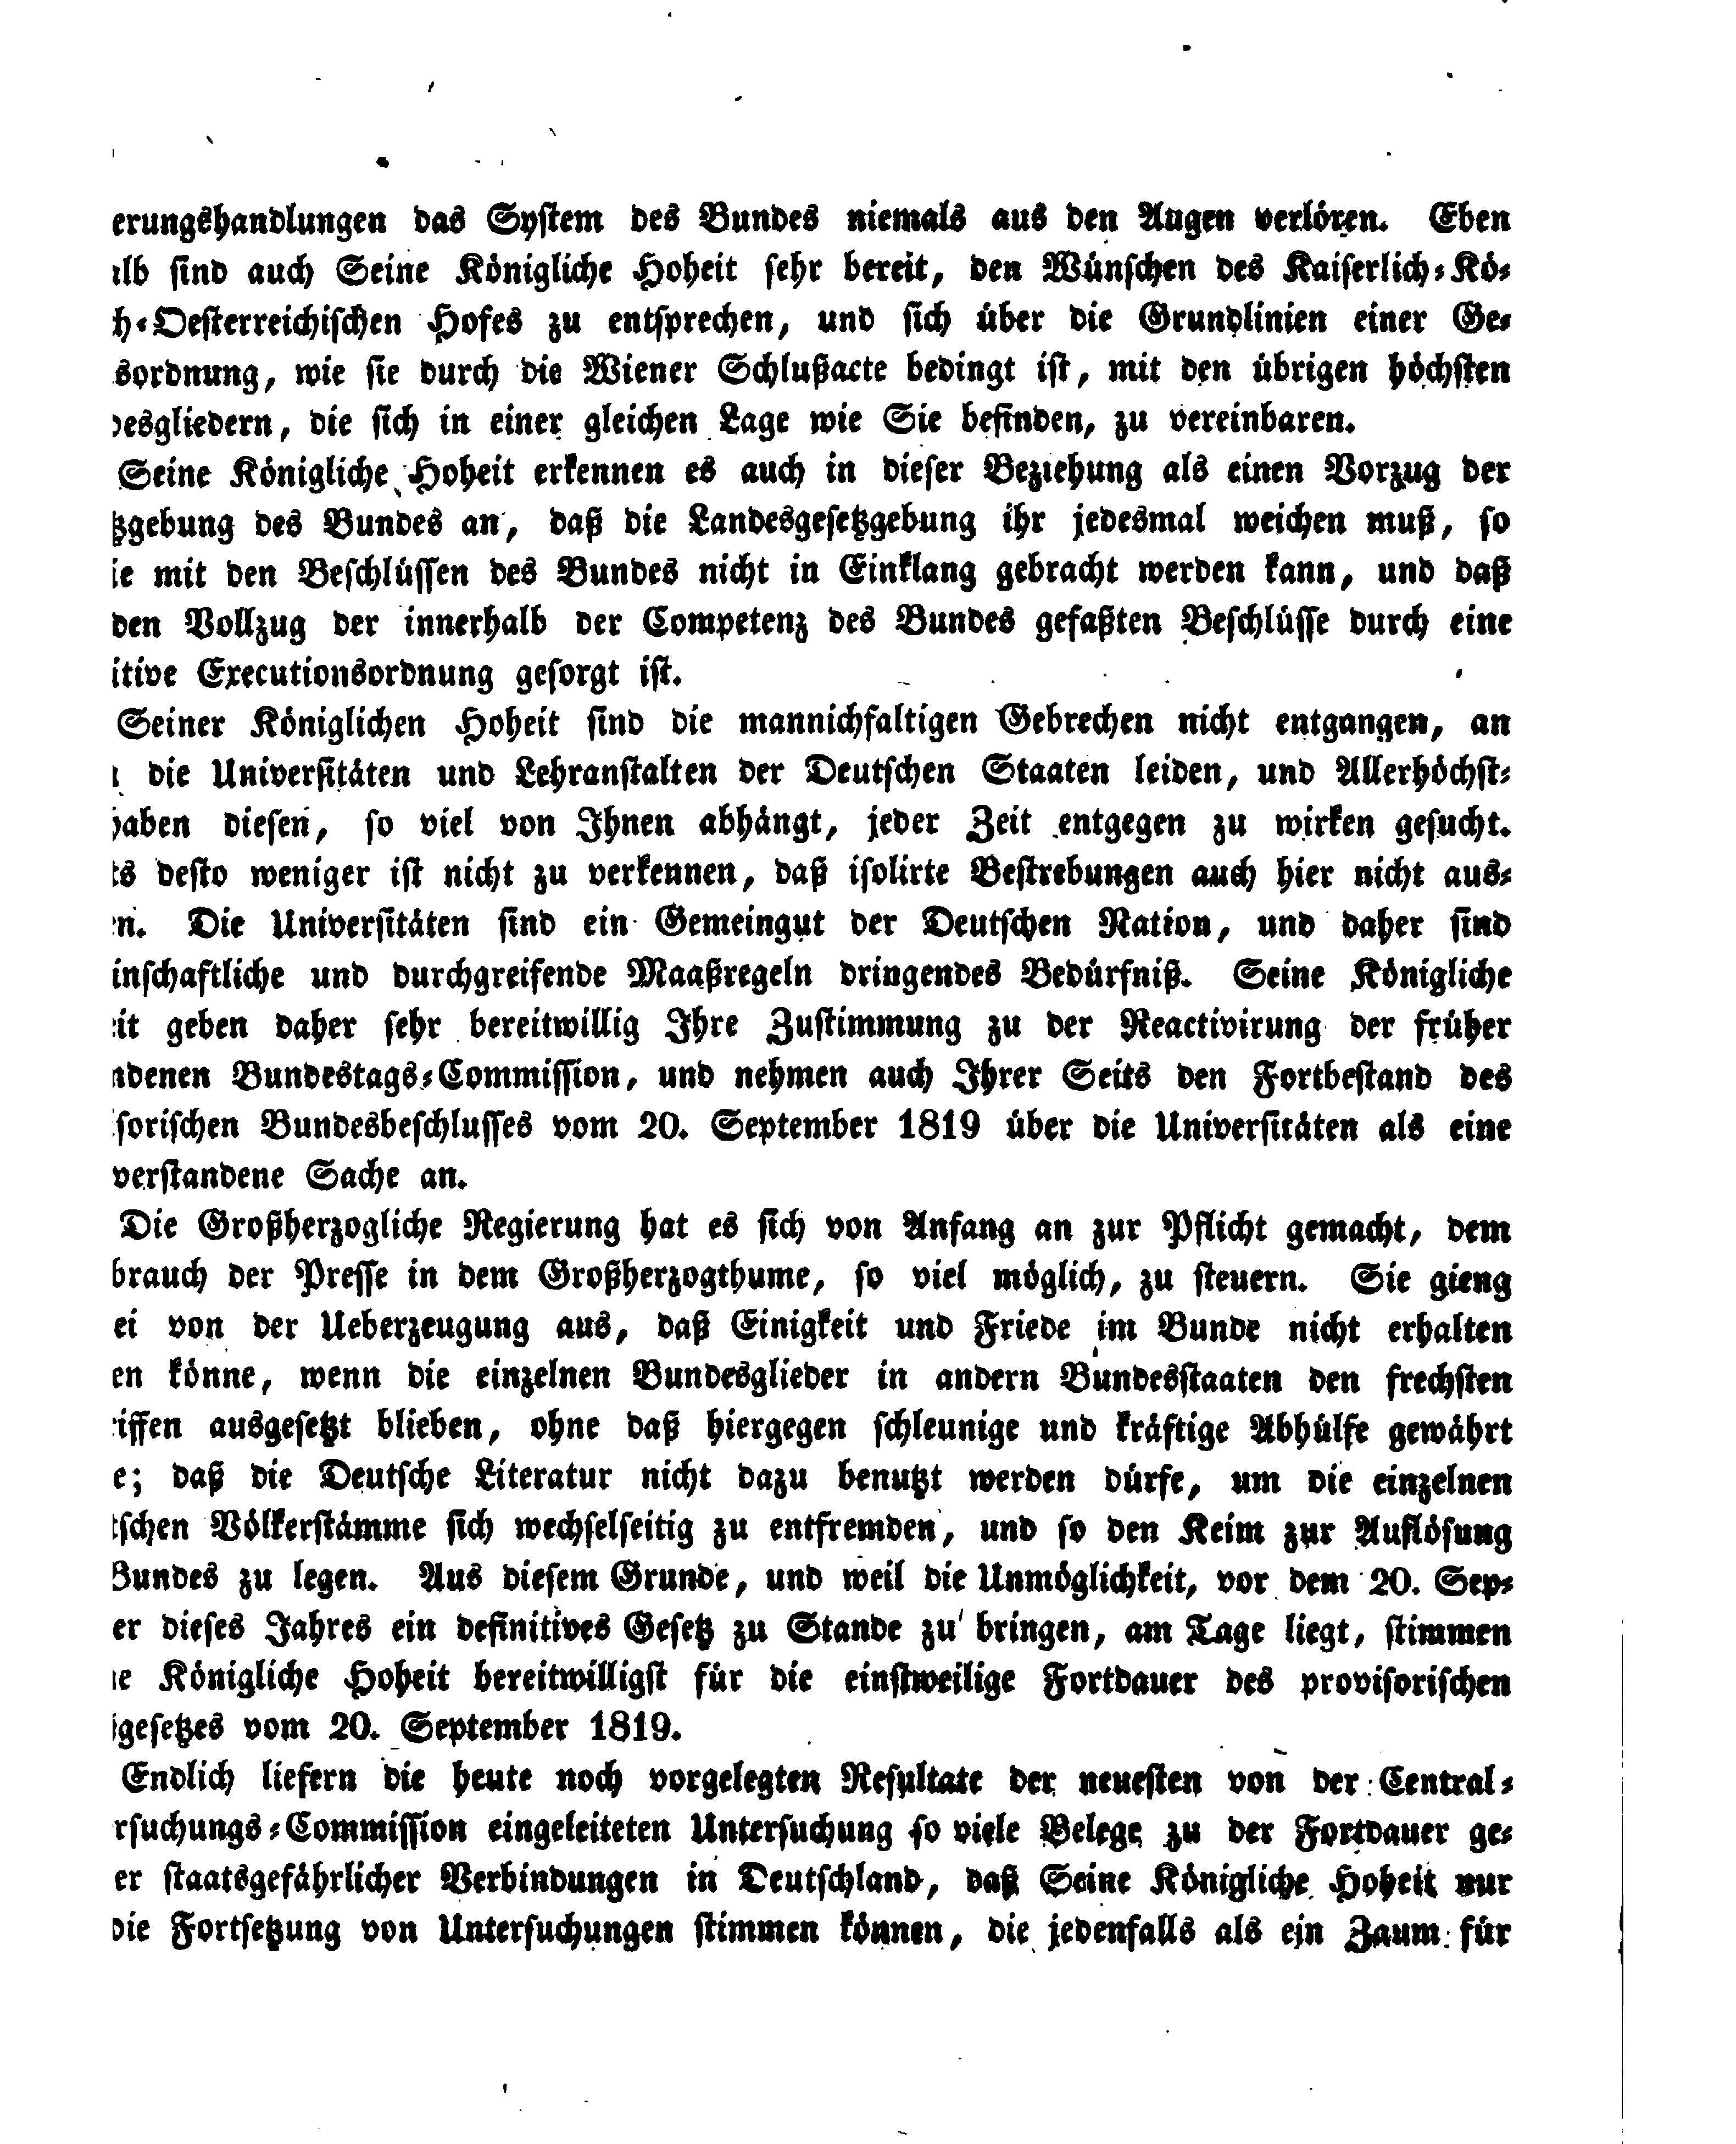 erungshandlungen das System des Bundes niemals aus den Augen verlören. Eben
alb sind auch Seine Königliche Hoheit sehr bereit, den Wünschen des Kaiserlich-Kö-
h-Oesterreichischen Hofes zu entsprechen, und sich über die Grundlinien einer Ge-
sordnung, wie sie durch die Wiener Schlußacte bedingt ist, mit den übrigen höchsten
desgliedern, die sich in einer gleichen Lage wie Sie befinden, zu vereinbaren.
Seine Königliche Hoheit erkennen es auch in dieser Beziehung als einen Vorzug der
tzgebung des Bundes an, daß die Landesgesetzgebung ihr jedesmal weichen muß, so
ie mit den Beschlüssen des Bundes nicht in Einklang gebracht werden kann, und daß
den Vollzug der innerhalb der Competenz des Bundes gefaßten Beschlüsse durch eine
itive Executionsordnung gesorgt ist.
Seiner Königlichen Hoheit sind die mannichfaltigen Gebrechen nicht entgangen, an
n die Universitäten und Lehranstalten der Deutschen Staaten leiden, und Allerhöchst-
haben diesen, so viel von Ihnen abhängt, jeder Zeit entgegen zu wirken gesucht.
ts desto weniger ist nicht zu verkennen, daß isolirte Bestrebungen auch hier nicht aus-
en. Die Universitäten sind ein Gemeingut der Deutschen Nation, und daher sind
inschaftliche und durchgreifende Maaßregeln dringendes Bedürfniß. Seine Königliche
eit geben daher sehr bereitwillig Ihre Zustimmung zu der Reactivirung der früher
ndenen Bundestags-Commission, und nehmen auch Ihrer Seits den Fortbestand des
sorischen Bundesbeschlusses vom 20. September 1819 über die Universitäten als eine
verstandene Sache an.
Die Großherzogliche Regierung hat es sich von Anfang an zur Pflicht gemacht, dem
brauch der Presse in dem Großherzogthume, so viel möglich, zu steuern. Sie gieng
ei von der Ueberzeugung aus, daß Einigkeit und Friede im Bunde nicht erhalten
en könne, wenn die einzelnen Bundesglieder in andern Bundesstaaten den frechsten
riffen ausgesetzt blieben, ohne daß hiergegen schleunige und kräftige Abhülfe gewährt
e; daß die Deutsche Literatur nicht dazu benutzt werden dürfe, um die einzelnen
tschen Völkerstämme sich wechselseitig zu entfremden, und so den Keim zur Auflösung
Bundes zu legen. Aus diesem Grunde, und weil die Unmöglichkeit, vor dem 20. Sep-
er dieses Jahres ein definitives Gesetz zu Stande zu bringen, am Tage liegt, stimmen
ne Königliche Hoheit bereitwilligst für die einstweilige Fortdauer des provisorischen
gesetzes vom 20. September 1819.
Endlich liefern die heute noch vorgelegten Resultate der neuesten von der Central-
rsuchungs-Commission eingeleiteten Untersuchung so viele Belege zu der Fortdauer ge-
er staatsgefährlicher Verbindungen in Deutschland, daß Seine Königliche Hoheit nur
die Fortsetzung von Untersuchungen stimmen können, die jedenfalls als ein Zaum für